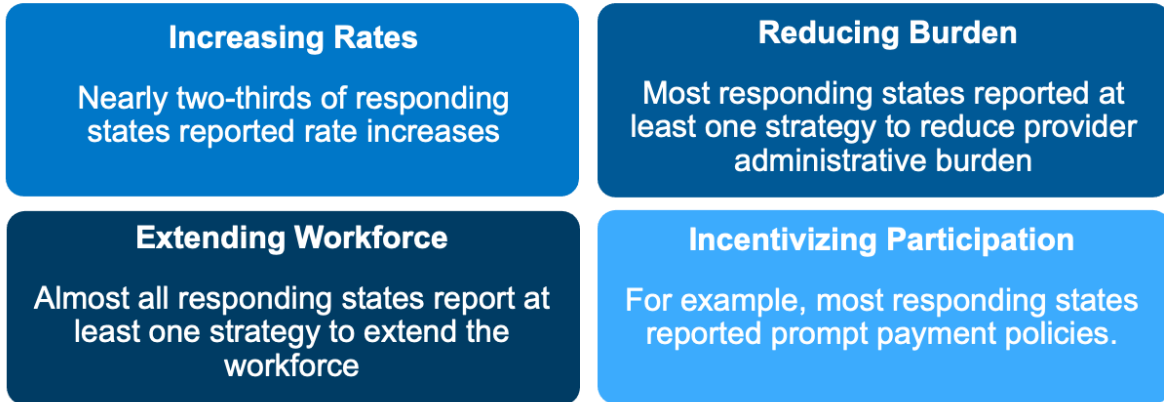 Increasing Rates
Nearly two-thirds of responding
states reported rate increases
Reducing Burden
Most responding states reported at
least one strategy to reduce provider
administrative burden
Extending Workforce
Almost all responding states report at
least one strategy to extend the
workforce
Incentivizing Participation
For example, most responding states
reported prompt payment policies.